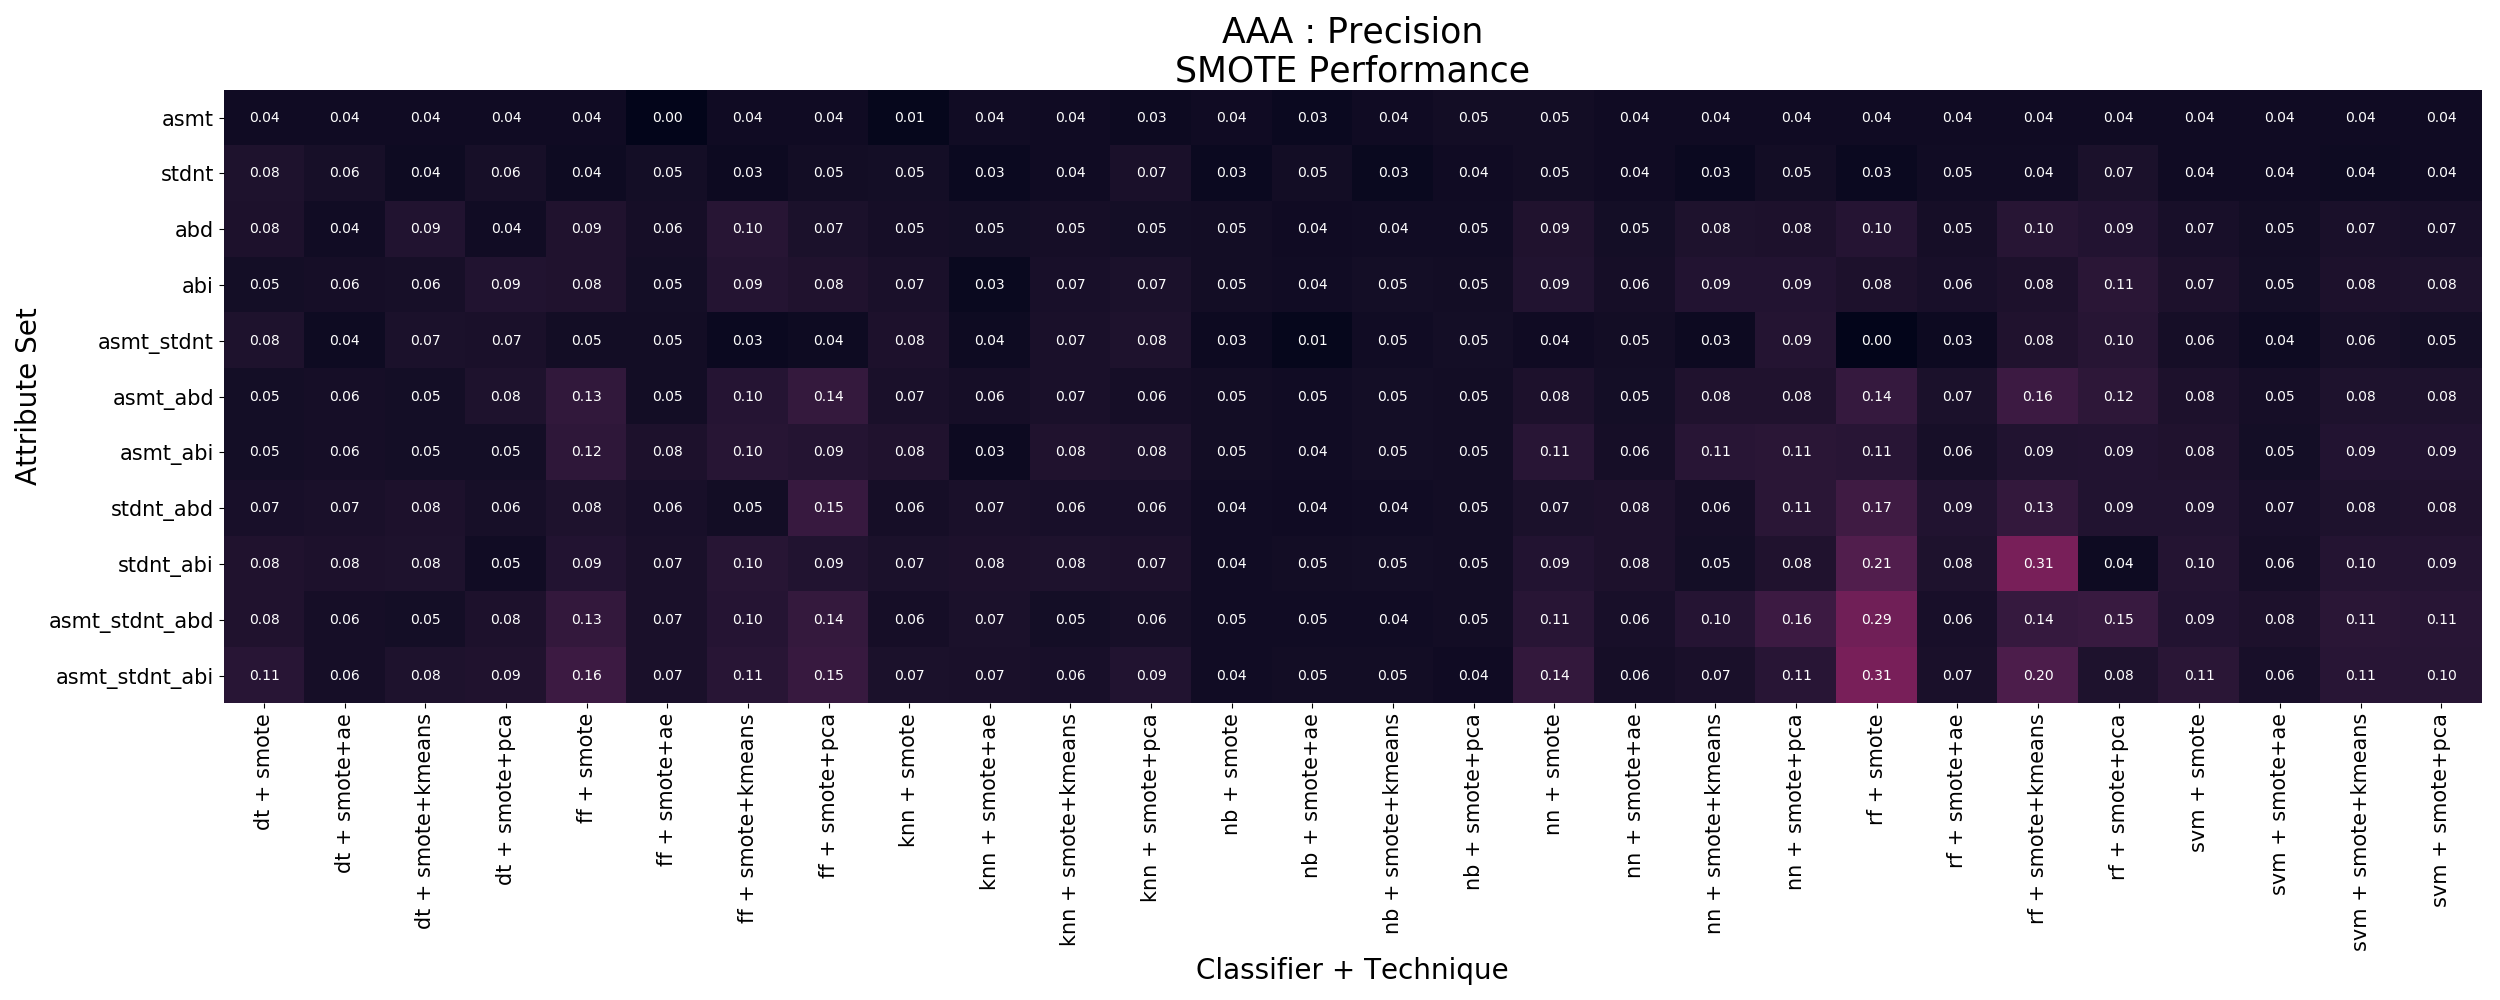 AAA : Precision
SMOTE Performance
Attribute Set
asmt 0.04 0.04 0.04 0.04 0.04 0.00 0.04 0.04 0.01 0.04 0.04 0.03 0.04 0.03 0.04 0.05 0.05 0.04 0.04 0.04 0.04 0.04 0.04 0.04 0.04 0.04 0.04 0.04
stdnt 0.08 0.06 0.04 0.06 0.04 0.05 0.03 0.05 0.05 0.03 0.04 0.07 0.03 0.05 0.03 0.04 0.05 0.04 0.03 0.05 0.03 0.05 0.04 0.07 0.04 0.04 0.04 0.04
abd 0.08 0.04 0.09 0.04 0.09 0.06 0.10 0.07 0.05 0.05 0.05 0.05 0.05 0.04 0.04 0.05 0.09 0.05 0.08 0.08 0.10 0.05 0.10 0.09 0.07 0.05 0.07 0.07
abi 0.05 0.06 0.06 0.09 0.08 0.05 0.09 0.08 0.07 0.03 0.07 0.07 0.05 0.04 0.05 0.05 0.09 0.06 0.09 0.09 0.08 0.06 0.08 0.11 0.07 0.05 0.08 0.08
asmt_stdnt 0.08 0.04 0.07 0.07 0.05 0.05 0.03 0.04 0.08 0.04 0.07 0.08 0.03 0.01 0.05 0.05 0.04 0.05 0.03 0.09 0.00 0.03 0.08 0.10 0.06 0.04 0.06 0.05
asmt_abd 0.05 0.06 0.05 0.08 0.13 0.05 0.10 0.14 0.07 0.06 0.07 0.06 0.05 0.05 0.05 0.05 0.08 0.05 0.08 0.08 0.14 0.07 0.16 0.12 0.08 0.05 0.08 0.08
asmt_abi 0.05 0.06 0.05 0.05 0.12 0.08 0.10 0.09 0.08 0.03 0.08 0.08 0.05 0.04 0.05 0.05 0.11 0.06 0.11 0.11 0.11 0.06 0.09 0.09 0.08 0.05 0.09 0.09
stdnt_abd 0.07 0.07 0.08 0.06 0.08 0.06 0.05 0.15 0.06 0.07 0.06 0.06 0.04 0.04 0.04 0.05 0.07 0.08 0.06 0.11 0.17 0.09 0.13 0.09 0.09 0.07 0.08 0.08
stdnt_abi 0.08 0.08 0.08 0.05 0.09 0.07 0.10 0.09 0.07 0.08 0.08 0.07 0.04 0.05 0.05 0.05 0.09 0.08 0.05 0.08 0.21 0.08 0.31 0.04 0.10 0.06 0.10 0.09
asmt_stdnt_abd 0.08 0.06 0.05 0.08 0.13 0.07 0.10 0.14 0.06 0.07 0.05 0.06 0.05 0.05 0.04 0.05 0.11 0.06 0.10 0.16 0.29 0.06 0.14 0.15 0.09 0.08 0.11 0.11
asmt_stdnt_abi 0.11 0.06 0.08 0.09 0.16 0.07 0.11 0.15 0.07 0.07 0.06 0.09 0.04 0.05 0.05 0.04 0.14 0.06 0.07 0.11 0.31 0.07 0.20 0.08 0.11 0.06 0.11 0.10
dt + smote
dt + smote+ae
dt + smote+kmeans
dt + smote+pca
ff + smote
ff + smote+ae
ff + smote+kmeans
ff + smote+pca
knn + smote
knn + smote+ae
knn + smote+kmeans
knn + smote+pca
nb + smote
nb + smote+ae
nb + smote+kmeans
nb + smote+pca
nn + smote
nn + smote+ae
nn + smote+kmeans
nn + smote+pca
rf + smote
rf + smote+ae
rf + smote+kmeans
rf + smote+pca
svm + smote
svm + smote+ae
svm + smote+kmeans
svm + smote+pca
Classifier + Technique